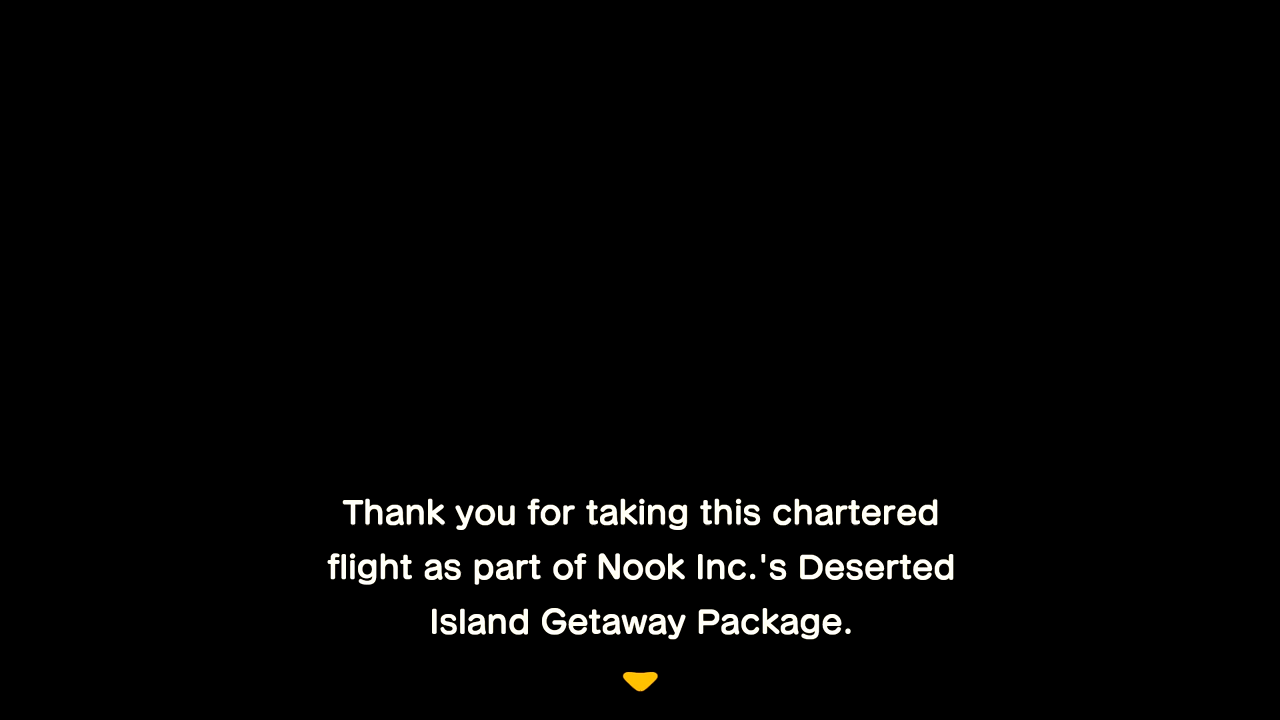 Thank you for taking this chartered
flight as part of Nook Inc.'s Deserted
Island Getaway Package.